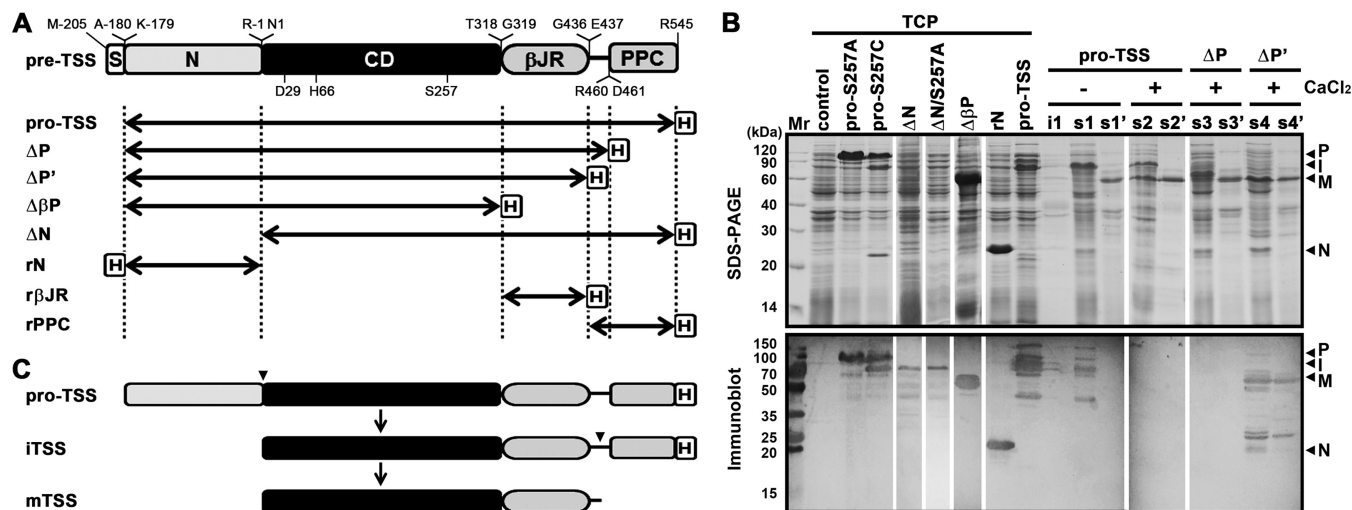 A
M-205 A-180 K-179 R-1 N1 T318 G319 G436 E437 R545
pre-TSS S N CD βJR PPC
D29 H66 S257 R460 D461
pro-TSS H
ΔP H
ΔP' H
ΔβP H
ΔN H
rN H
rβJR H
rPPC H
C
pro-TSS H
iTSS H
mTSS
B
TCP
pro-TSS ΔP ΔP'
- + + + CaCl₂
Mr control pro-S257A pro-S257C ΔN ΔN/S257A ΔβP rN pro-TSS i1 s1 s1' s2 s2' s3 s3' s4 s4'
(kDa)
SDS-PAGE
120
90
60
40
30
20
14
P
I
M
N
Immunoblot
150
100
70
50
35
25
20
15
P
I
M
N